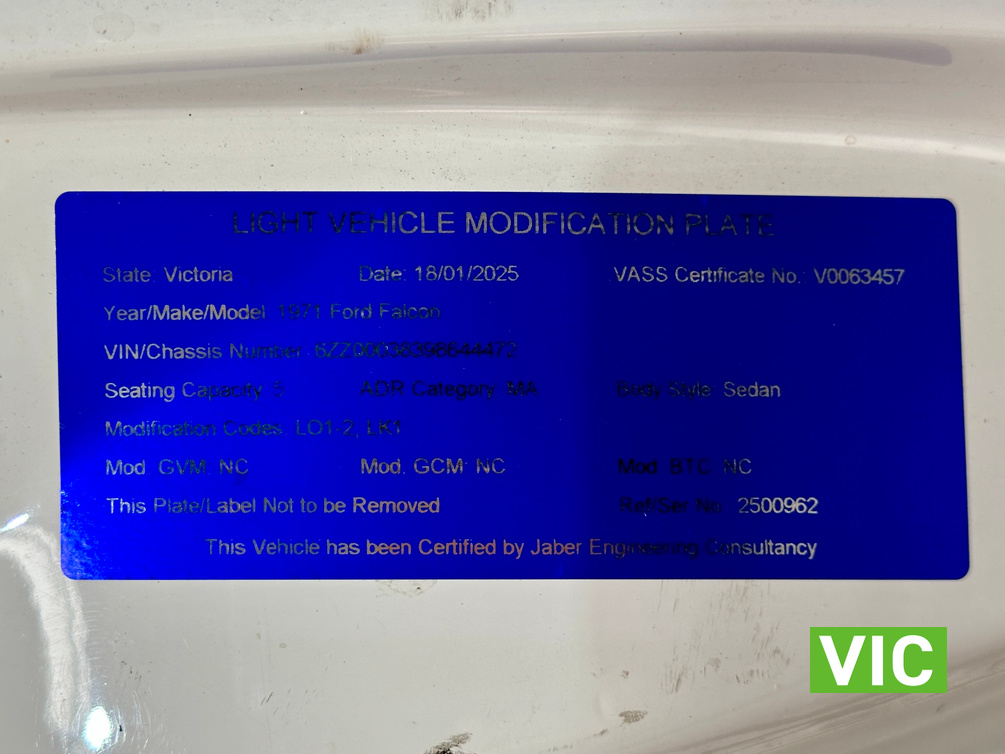 LIGHT VEHICLE MODIFICATION PLATE
State: Victoria Date: 18/01/2025 VASS Certificate No.: V0063457
Year/Make/Model: 1971 Ford Falcon
VIN/Chassis Number:
Seating Capacity: 5 ADR Category: MA Body Style: Sedan
Modification Codes: LO1-2, LK1
Mod. GVM: NC Mod. GCM: NC Mod. BTC: NC
This Plate/Label Not to be Removed Ref/Ser No.: 2500962
This Vehicle has been Certified by Jaber Engineering Consultancy
VIC